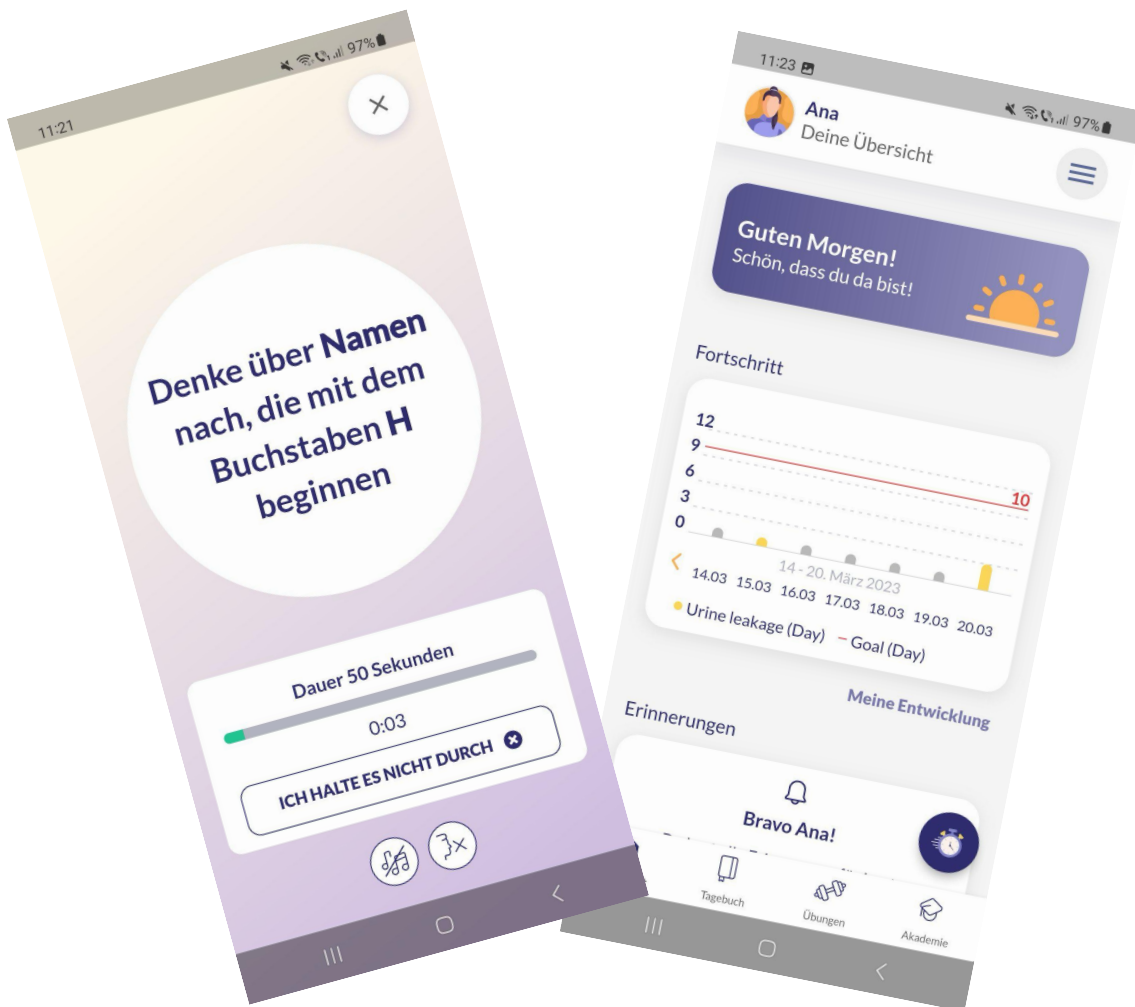 11:21
97%
Denke über Namen
nach, die mit dem
Buchstaben H
beginnen
Dauer 50 Sekunden
0:03
ICH HALTE ES NICHT DURCH
11:23
97%
Ana
Deine Übersicht
Guten Morgen!
Schön, dass du da bist!
Fortschritt
12
9
6
3
0
10
14 - 20. März 2023
14.03 15.03 16.03 17.03 18.03 19.03 20.03
Urine leakage (Day) Goal (Day)
Meine Entwicklung
Erinnerungen
Bravo Ana!
Tagebuch
Übungen
Akademie